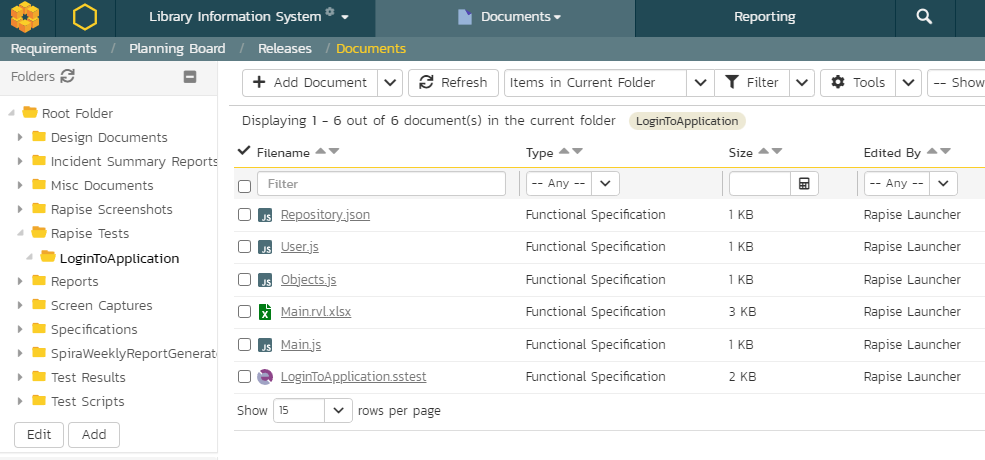 Library Information System Documents Reporting
Requirements / Planning Board / Releases / Documents
Folders
Root Folder
Design Documents
Incident Summary Reports
Misc Documents
Rapise Screenshots
Rapise Tests
LoginToApplication
Reports
Screen Captures
Specifications
SpiraWeeklyReportGenerat
Test Results
Test Scripts
Edit Add
+ Add Document Refresh Items in Current Folder Filter Tools -- Show
Displaying 1 - 6 out of 6 document(s) in the current folder LoginToApplication
Filename Type Size Edited By
Filter -- Any -- -- Any --
JS Repository.json Functional Specification 1 KB Rapise Launcher
JS User.js Functional Specification 1 KB Rapise Launcher
JS Objects.js Functional Specification 1 KB Rapise Launcher
X Main.rvl.xlsx Functional Specification 3 KB Rapise Launcher
JS Main.js Functional Specification 1 KB Rapise Launcher
LoginToApplication.sstest Functional Specification 2 KB Rapise Launcher
Show 15 rows per page